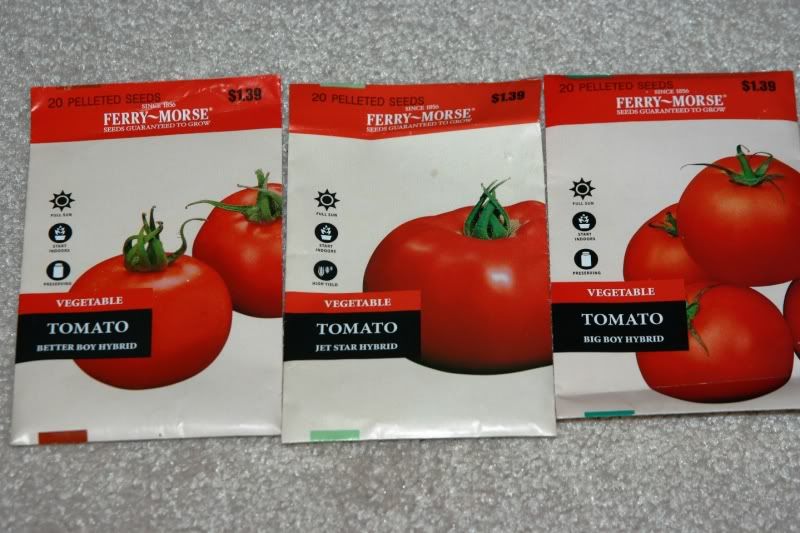 20 PELLETED SEEDS $1.39
SINCE 1856
FERRY~MORSE®
SEEDS GUARANTEED TO GROW
FULL SUN
START
INDOORS
PRESERVING
VEGETABLE
TOMATO
BETTER BOY HYBRID
20 PELLETED SEEDS $1.39
SINCE 1856
FERRY~MORSE®
SEEDS GUARANTEED TO GROW
FULL SUN
START
INDOORS
HIGH YIELD
VEGETABLE
TOMATO
JET STAR HYBRID
20 PELLETED SEEDS $1.39
SINCE 1856
FERRY~MORSE®
SEEDS GUARANTEED TO GROW
FULL SUN
START
INDOORS
PRESERVING
VEGETABLE
TOMATO
BIG BOY HYBRID